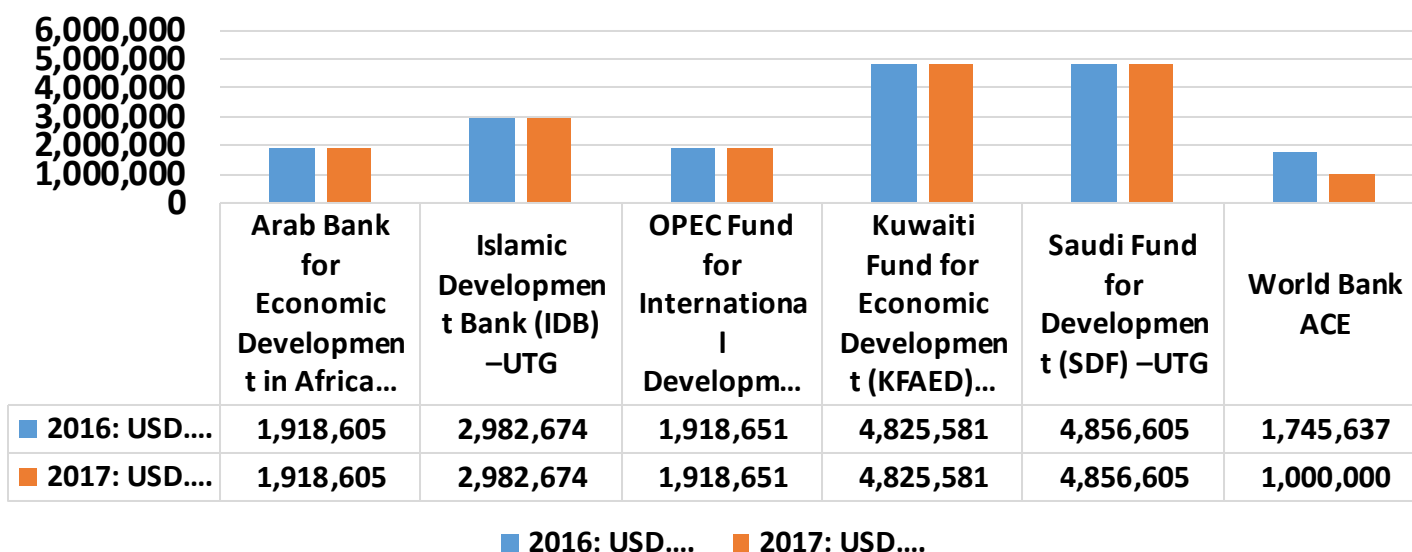 6,000,000
5,000,000
4,000,000
3,000,000
2,000,000
1,000,000
0
Arab Bank
for
Economic
Developmen
t in Africa...
Islamic
Developmen
t Bank (IDB)
–UTG
OPEC Fund
for
Internationa
l
Developm...
Kuwaiti
Fund for
Economic
Developmen
t (KFAED)...
Saudi Fund
for
Developmen
t (SDF) –UTG
World Bank
ACE
2016: USD.... 1,918,605 2,982,674 1,918,651 4,825,581 4,856,605 1,745,637
2017: USD.... 1,918,605 2,982,674 1,918,651 4,825,581 4,856,605 1,000,000
2016: USD.... 2017: USD....